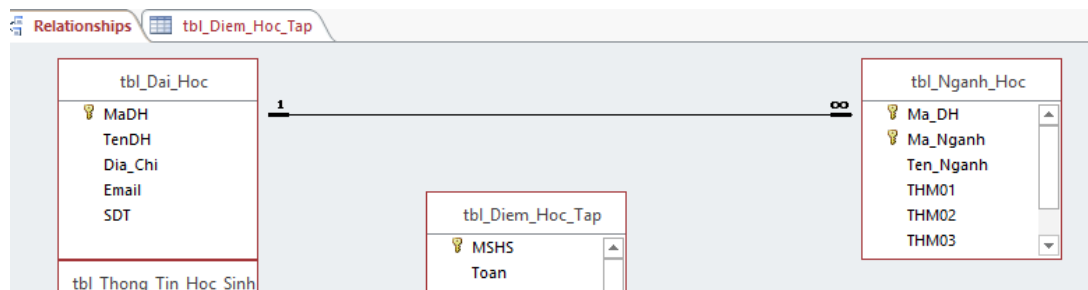 Relationships
tbl_Diem_Hoc_Tap
tbl_Dai_Hoc
MaDH
TenDH
Dia_Chi
Email
SDT
1
∞
tbl_Nganh_Hoc
Ma_DH
Ma_Nganh
Ten_Nganh
THM01
THM02
THM03
tbl_Diem_Hoc_Tap
MSHS
Toan
tbl_Thong_Tin_Hoc_Sinh